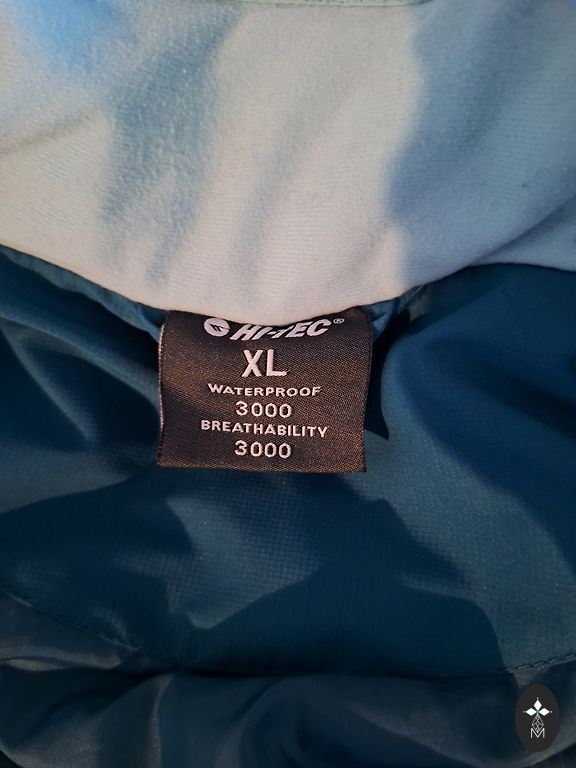 HI-TEC®
XL
WATERPROOF
3000
BREATHABILITY
3000
M